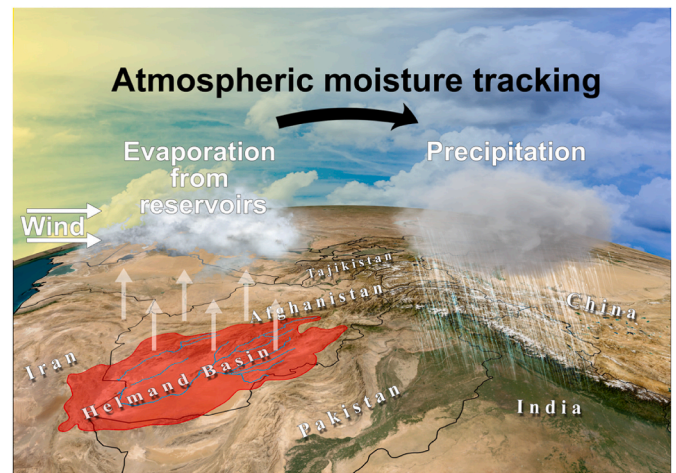 Atmospheric moisture tracking
Evaporation
from
reservoirs
Precipitation
Wind
Tajikistan
Afghanistan
China
Iran
Helmand Basin
Pakistan
India